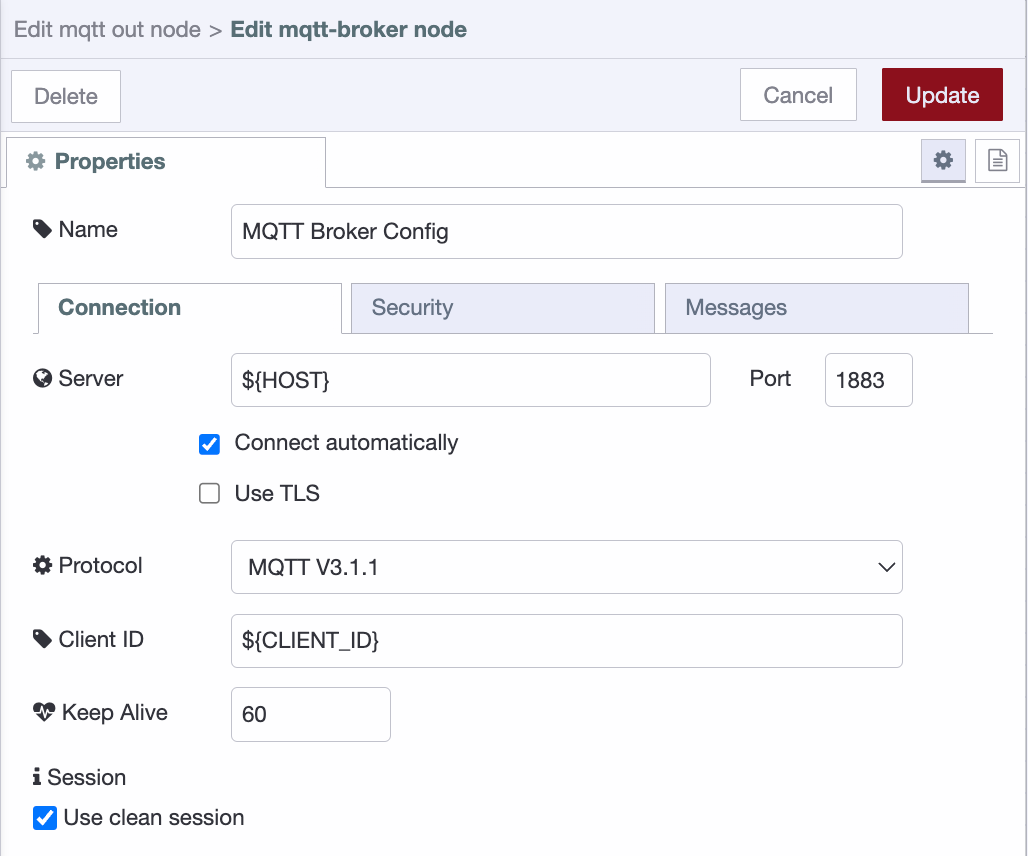 Edit mqtt out node > Edit mqtt-broker node
Delete
Cancel
Update
Properties
Name
MQTT Broker Config
Connection
Security
Messages
Server
${HOST}
Port
1883
Connect automatically
Use TLS
Protocol
MQTT V3.1.1
Client ID
${CLIENT_ID}
Keep Alive
60
Session
Use clean session